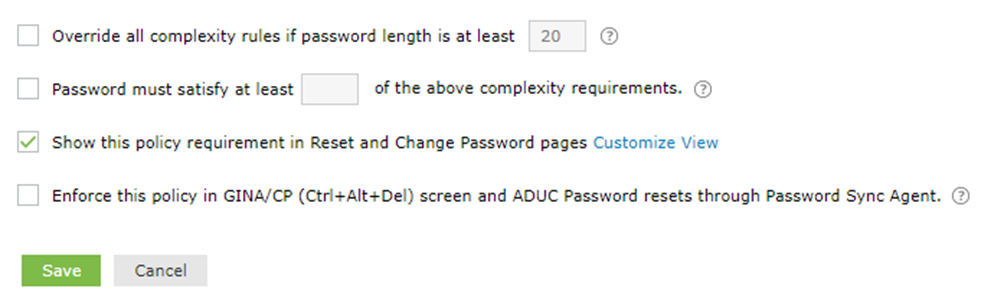 Override all complexity rules if password length is at least 20 ?
Password must satisfy at least of the above complexity requirements. ?
Show this policy requirement in Reset and Change Password pages Customize View
Enforce this policy in GINA/CP (Ctrl+Alt+Del) screen and ADUC Password resets through Password Sync Agent. ?
Save Cancel